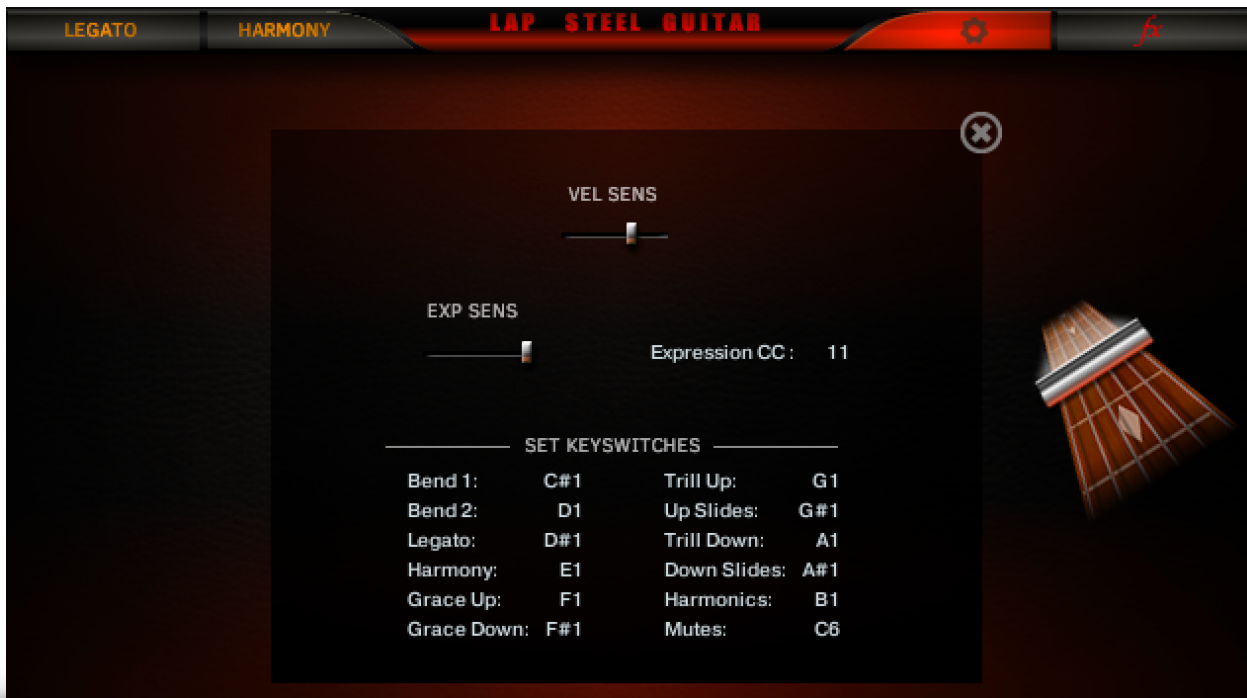 LEGATO HARMONY LAP STEEL GUITAR fx
VEL SENS
EXP SENS
Expression CC: 11
SET KEYSWITCHES
Bend 1: C#1 Trill Up: G1
Bend 2: D1 Up Slides: G#1
Legato: D#1 Trill Down: A1
Harmony: E1 Down Slides: A#1
Grace Up: F1 Harmonics: B1
Grace Down: F#1 Mutes: C6